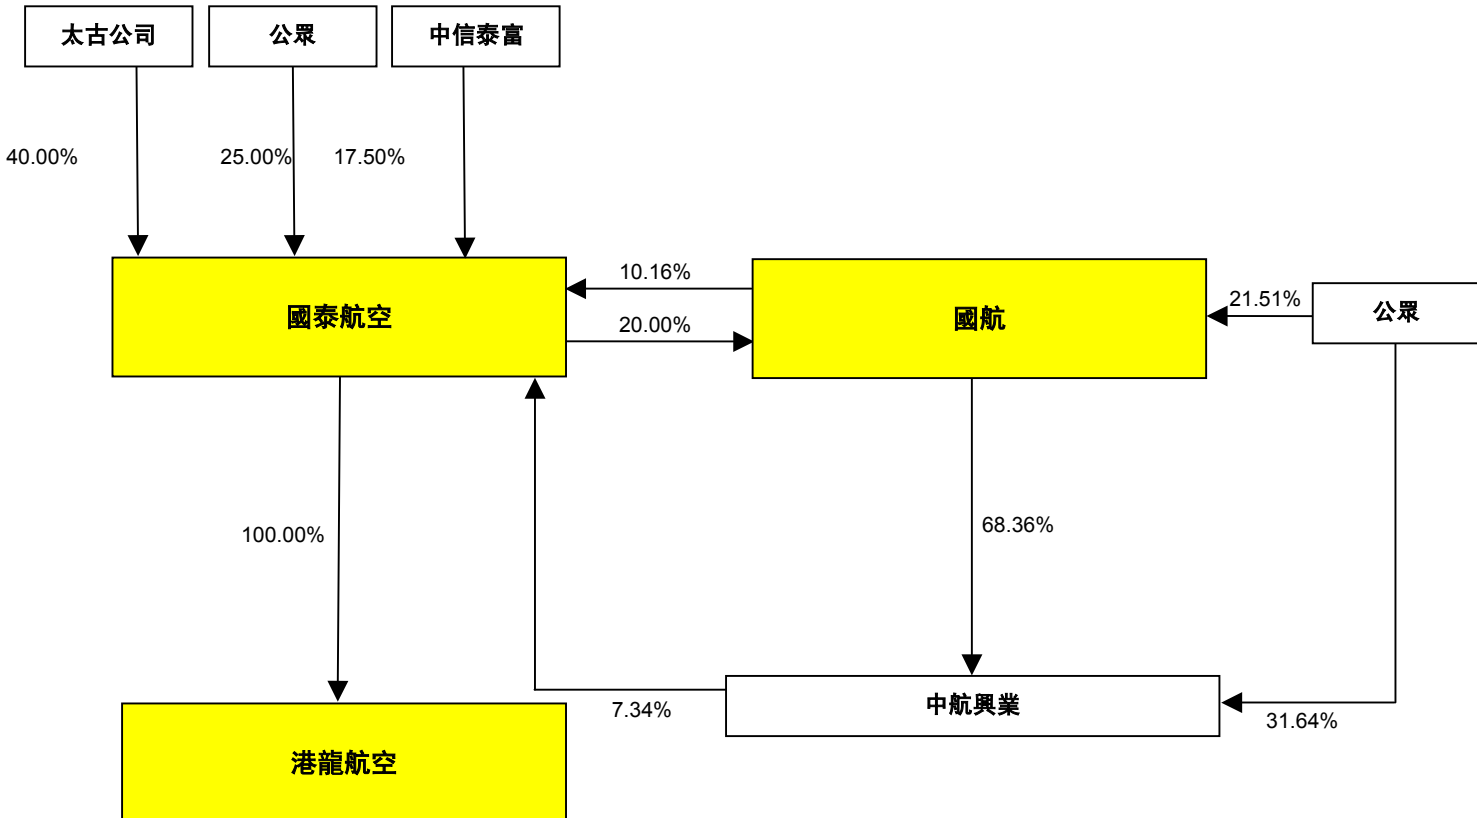 太古公司
公眾
中信泰富
40.00%
25.00%
17.50%
國泰航空
10.16%
20.00%
國航
21.51%
公眾
100.00%
68.36%
7.34%
中航興業
31.64%
港龍航空